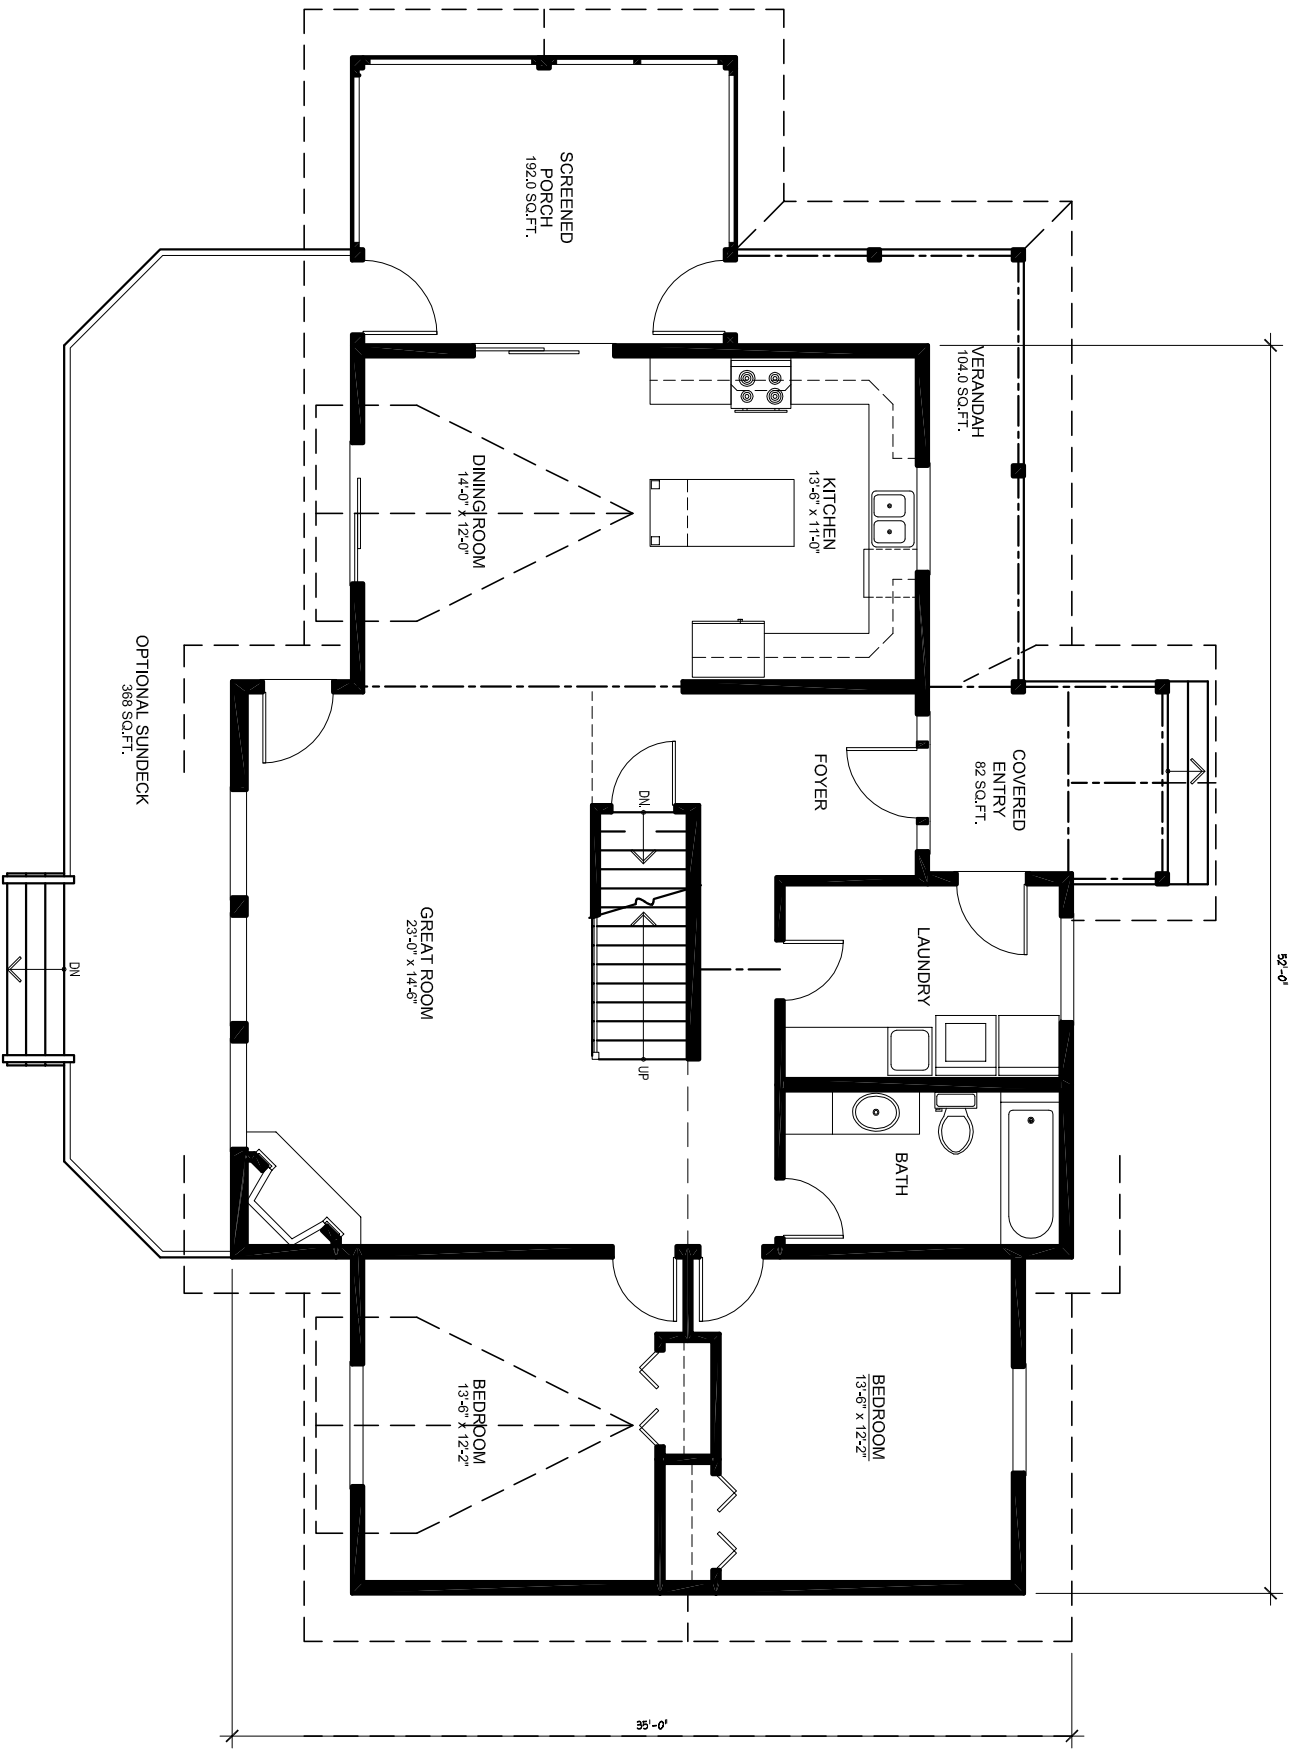 SCREENED
PORCH
192.0 SQ.FT.
VERANDAH
104.0 SQ.FT.
KITCHEN
13'-6" x 11'-0"
DINING ROOM
14'-0" x 12'-0"
COVERED
ENTRY
82 SQ.FT.
FOYER
DN.
UP
OPTIONAL SUNDECK
368 SQ.FT.
DN
GREAT ROOM
23'-0" x 14'-6"
LAUNDRY
BATH
BEDROOM
13'-6" x 12'-2"
BEDROOM
13'-6" x 12'-2"
52'-0"
35'-0"